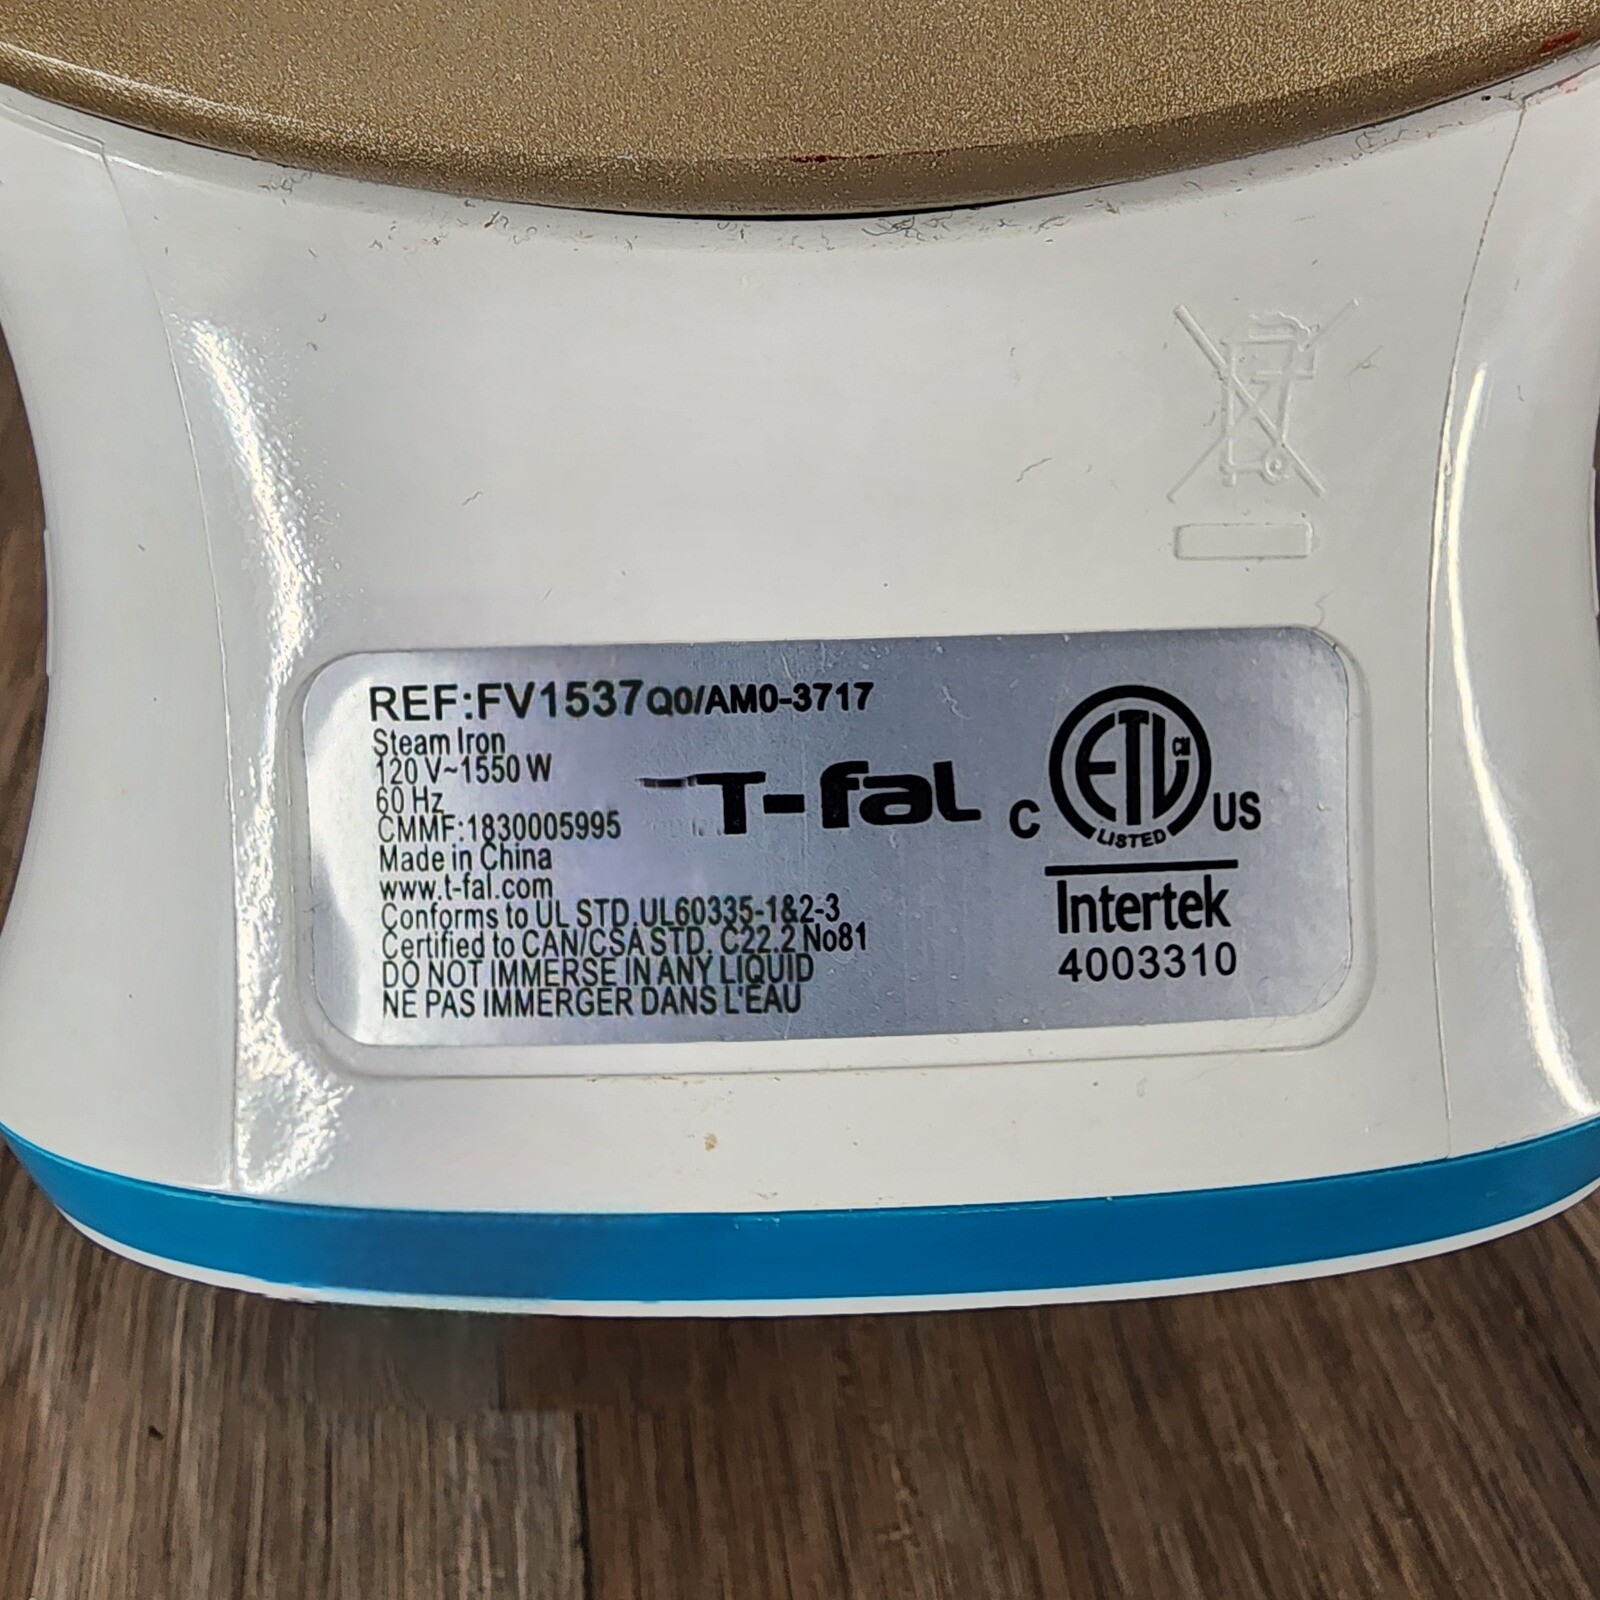 REF:FV1537Q0/AM0-3717
Steam Iron
120 V~1550 W
60 Hz
CMMF:1830005995
Made in China
www.t-fal.com
Conforms to UL STD.UL60335-1&2-3
Certified to CAN/CSA STD. C22.2 No81
DO NOT IMMERSE IN ANY LIQUID
NE PAS IMMERGER DANS L'EAU
T-fal
C ETL CM US
LISTED
Intertek
4003310